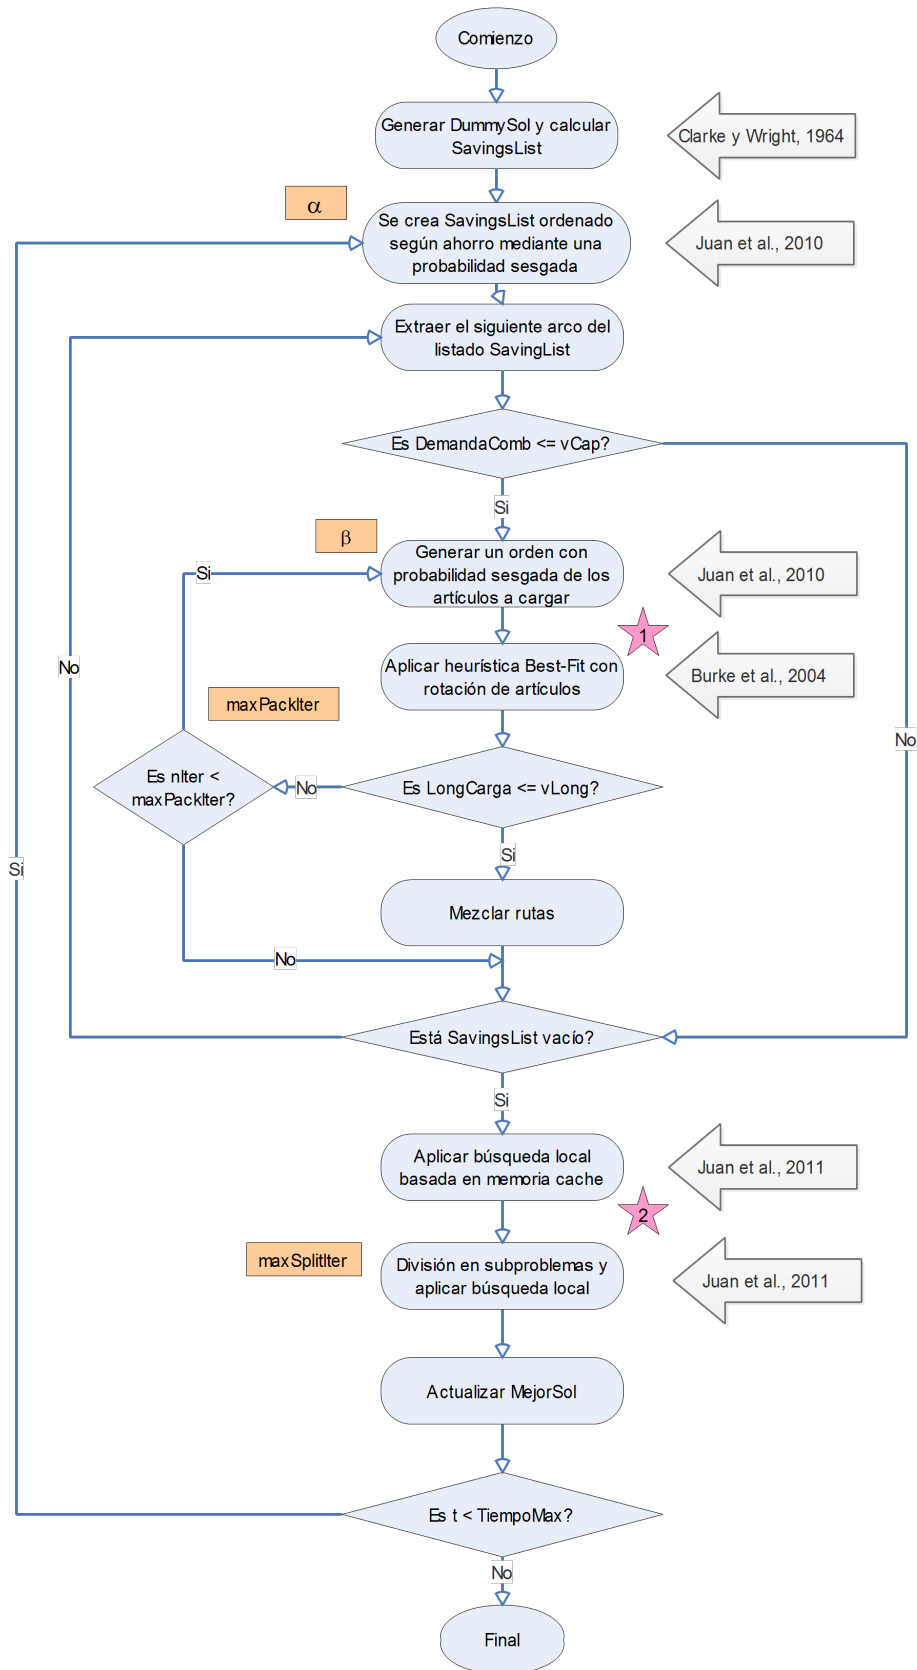 Comienzo
Generar DummySol y calcular
SavingsList
Clarke y Wright, 1964
α
Se crea SavingsList ordenado
según ahorro mediante una
probabilidad sesgada
Juan et al., 2010
Extraer el siguiente arco del
listado SavingList
Es DemandaComb <= vCap?
Si
β
Generar un orden con
probabilidad sesgada de los
artículos a cargar
Juan et al., 2010
Si
1
No
Aplicar heurística Best-Fit con
rotación de artículos
Burke et al., 2004
maxPackIter
No
Es nIter <
maxPackIter?
No
Es LongCarga <= vLong?
Si
Si
Mezclar rutas
No
Está SavingsList vacío?
Si
Aplicar búsqueda local
basada en memoria cache
Juan et al., 2011
2
maxSplitIter
División en subproblemas y
aplicar búsqueda local
Juan et al., 2011
Actualizar MejorSol
Es t < TiempoMax?
No
Final